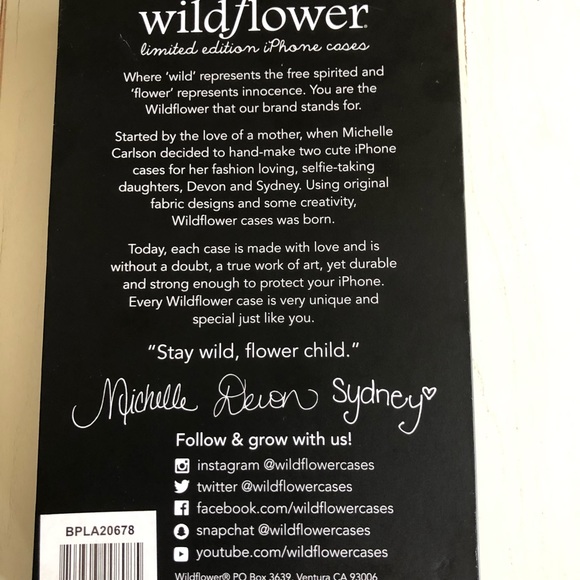 wildflower®
limited edition iPhone cases
Where 'wild' represents the free spirited and
'flower' represents innocence. You are the
Wildflower that our brand stands for.
Started by the love of a mother, when Michelle
Carlson decided to hand-make two cute iPhone
cases for her fashion loving, selfie-taking
daughters, Devon and Sydney. Using original
fabric designs and some creativity,
Wildflower cases was born.
Today, each case is made with love and is
without a doubt, a true work of art, yet durable
and strong enough to protect your iPhone.
Every Wildflower case is very unique and
special just like you.
"Stay wild, flower child."
Michelle Devon Sydney♡
Follow & grow with us!
instagram @wildflowercases
twitter @wildflowercases
facebook.com/wildflowercases
snapchat @wildflowercases
youtube.com/wildflowercases
BPLA20678
Wildflower® PO Box 3639, Ventura CA 93006